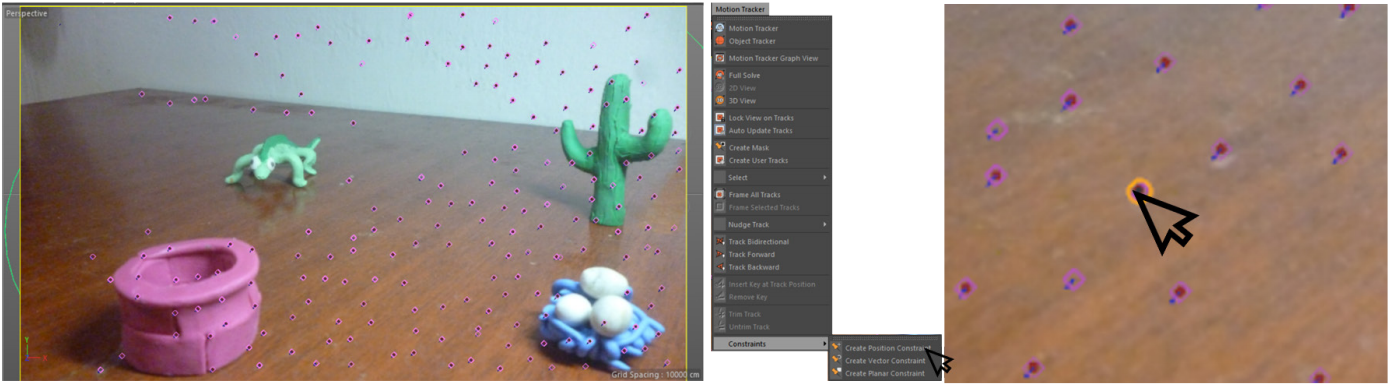 Perspective
Y
X
Grid Spacing : 10000 cm
Motion Tracker
Motion Tracker
Object Tracker
Motion Tracker Graph View
Full Solve
2D View
3D View
Lock View on Tracks
Auto Update Tracks
Create Mask
Create User Tracks
Select
Frame All Tracks
Frame Selected Tracks
Nudge Track
Track Bidirectional
Track Forward
Track Backward
Insert Key at Track Position
Remove Key
Trim Track
Untrim Track
Constraints
Create Position Constraint
Create Vector Constraint
Create Planar Constraint